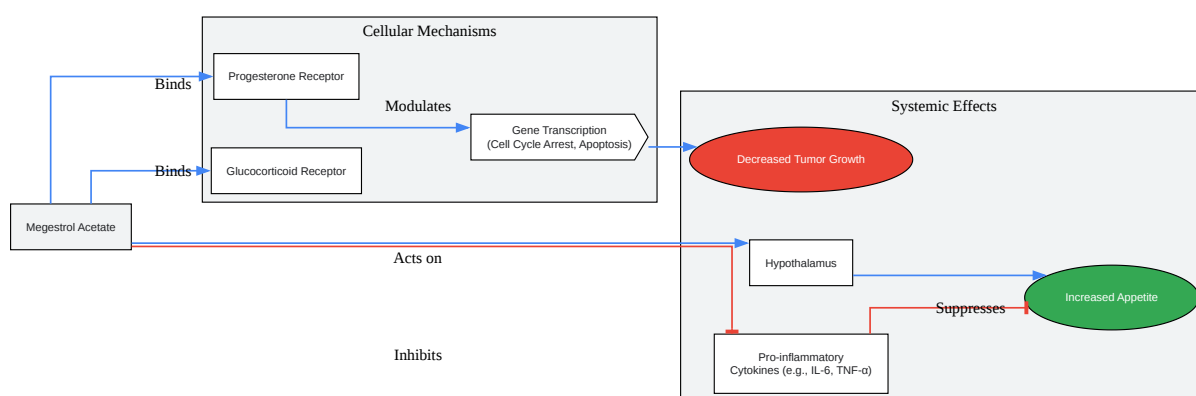 Cellular Mechanisms
Binds
Progesterone Receptor
Modulates
Gene Transcription
(Cell Cycle Arrest, Apoptosis)
Binds
Glucocorticoid Receptor
Systemic Effects
Decreased Tumor Growth
Megestrol Acetate
Acts on
Hypothalamus
Increased Appetite
Suppresses
Inhibits
Pro-inflammatory
Cytokines (e.g., IL-6, TNF-α)